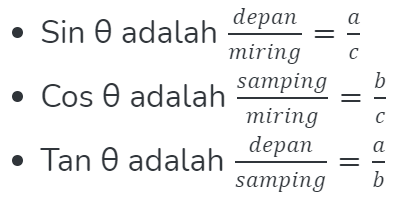 • Sin θ adalah depan/miring = a/c
• Cos θ adalah samping/miring = b/c
• Tan θ adalah depan/samping = a/b